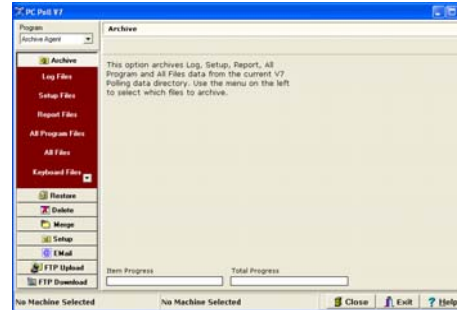 PC Poll V7
Program
Archive Agent
Archive
Archive
Log Files
Setup Files
Report Files
All Program Files
All Files
Keyboard Files
Restore
Delete
Merge
Setup
EMail
FTP Upload
FTP Download
This option archives Log, Setup, Report, All
Program and All Files data from the current V7
Polling data directory. Use the menu on the left
to select which files to archive.
Item Progress
Total Progress
No Machine Selected
No Machine Selected
Close
Exit
? Help